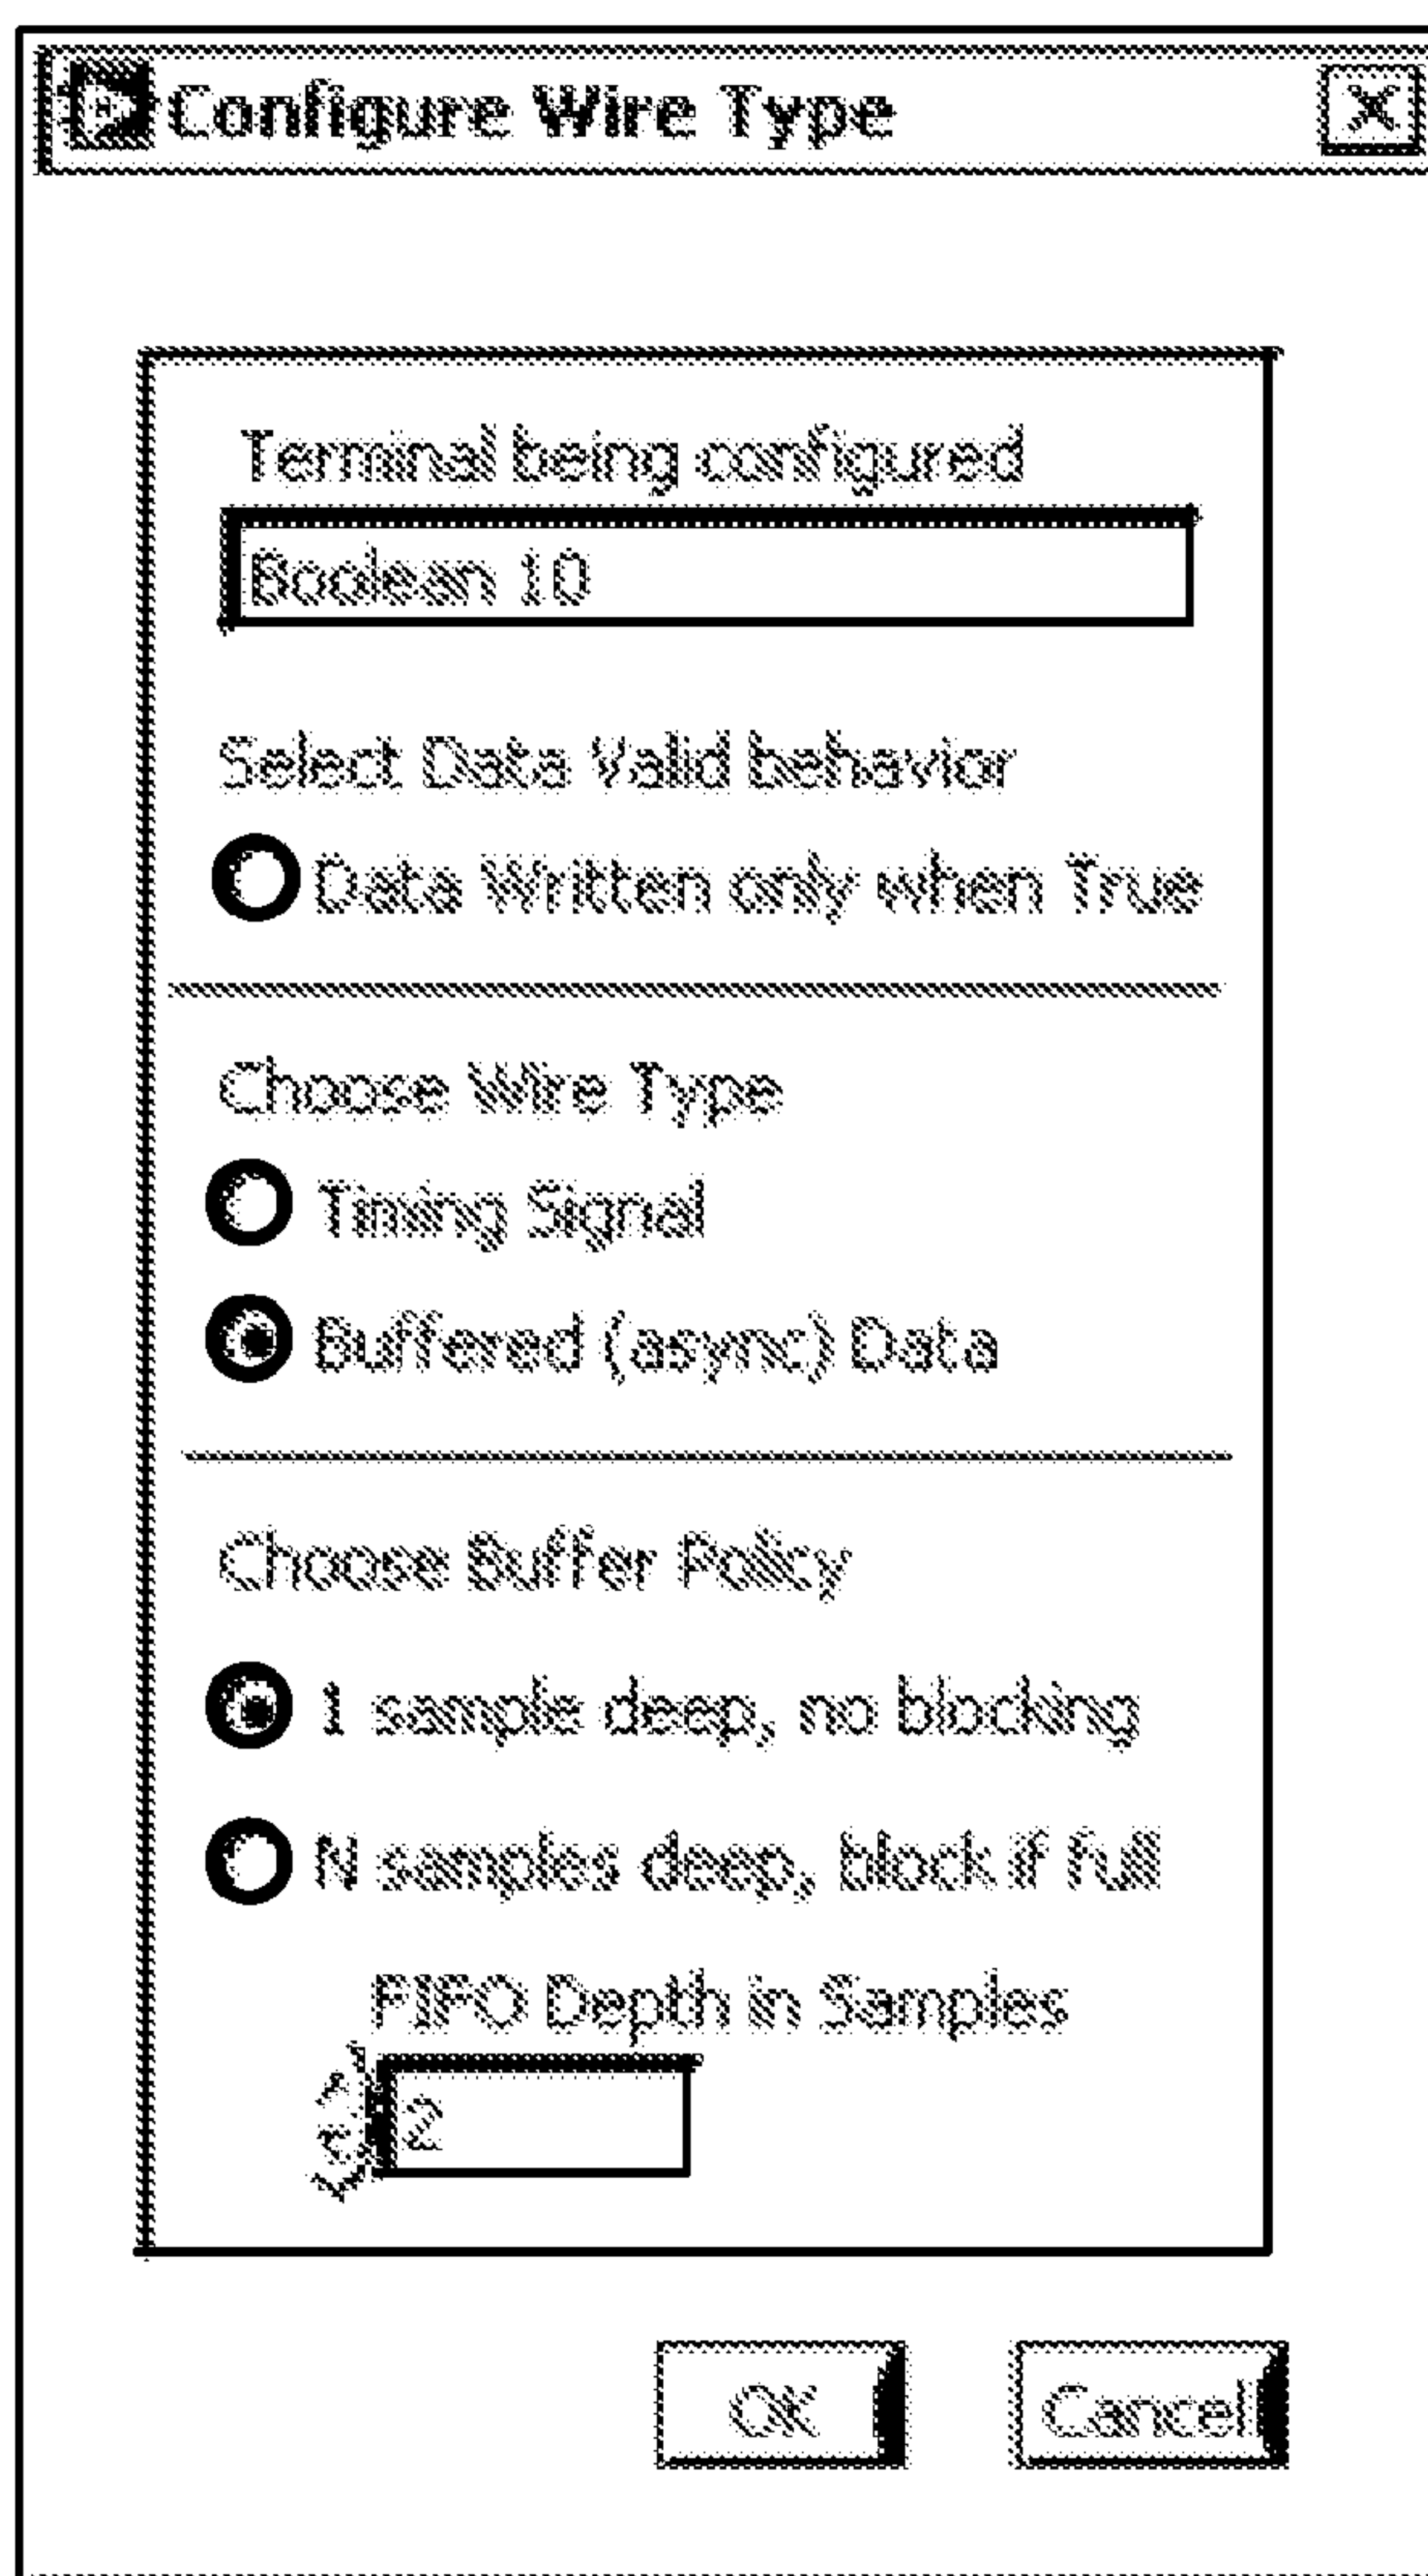 Configure Wire Type
Terminal being configured
Boolean 10
Select Data Valid behavior
Data Written only when True
Choose Wire Type
Timing Signal
Buffered (async) Data
Choose Buffer Policy
1 sample deep, no blocking
N samples deep, block if full
FIFO Depth in Samples
2
OK Cancel